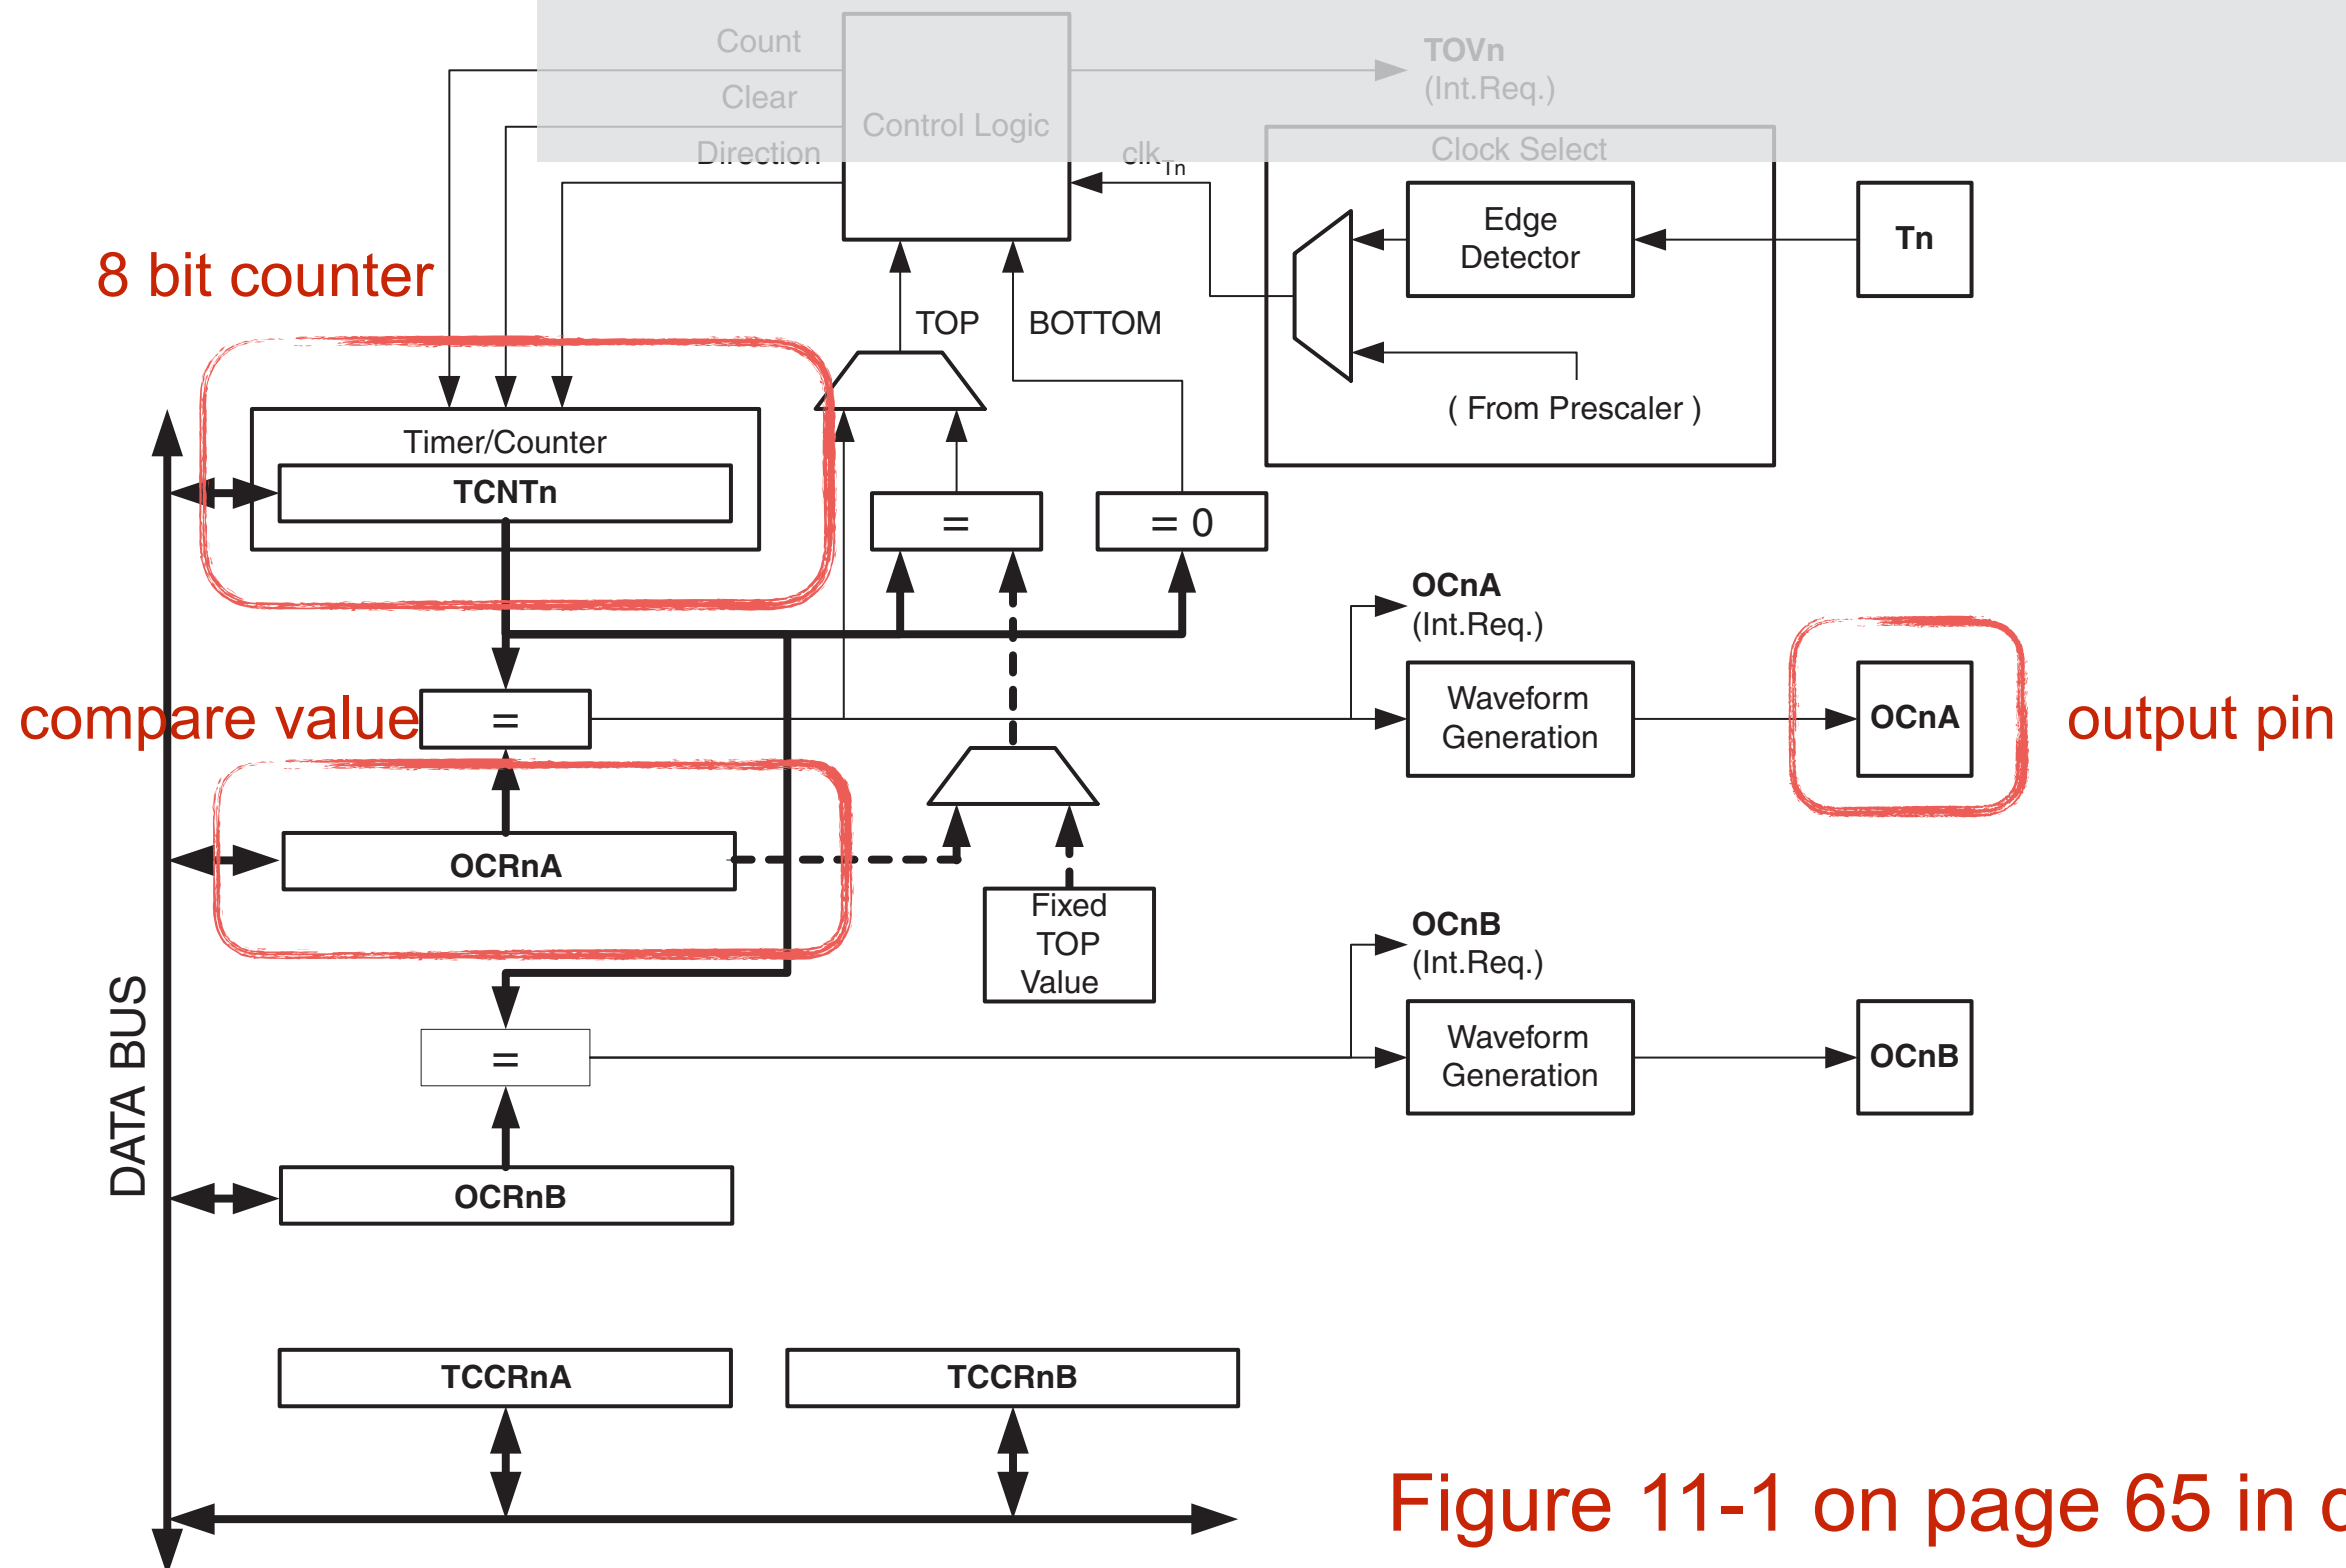 Count
TOVn
(Int.Req.)
Clear
Control Logic
Direction
clk Tn
Clock Select
Edge
Detector
Tn
8 bit counter
TOP
BOTTOM
( From Prescaler )
Timer/Counter
TCNTn
=
= 0
OCnA
(Int.Req.)
compare value
=
Waveform
Generation
OCnA
output pin
OCRnA
Fixed
TOP
Value
OCnB
(Int.Req.)
DATA BUS
=
Waveform
Generation
OCnB
OCRnB
TCCRnA
TCCRnB
Figure 11-1 on page 65 in